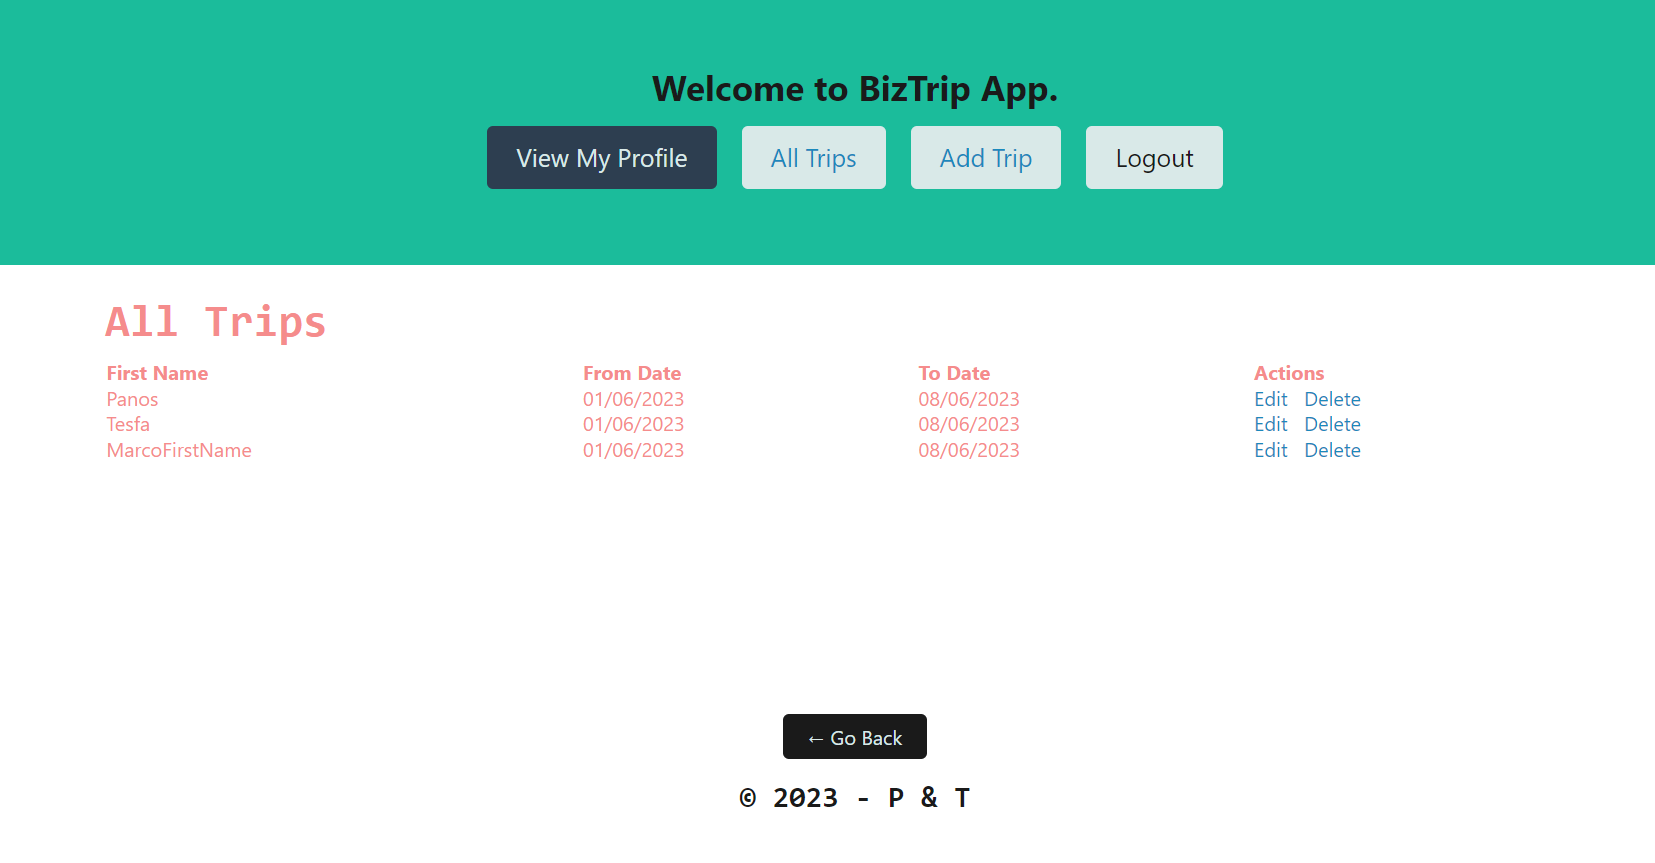 Welcome to BizTrip App.
View My Profile All Trips Add Trip Logout
All Trips
First Name From Date To Date Actions
Panos 01/06/2023 08/06/2023 Edit Delete
Tesfa 01/06/2023 08/06/2023 Edit Delete
MarcoFirstName 01/06/2023 08/06/2023 Edit Delete
← Go Back
© 2023 - P & T